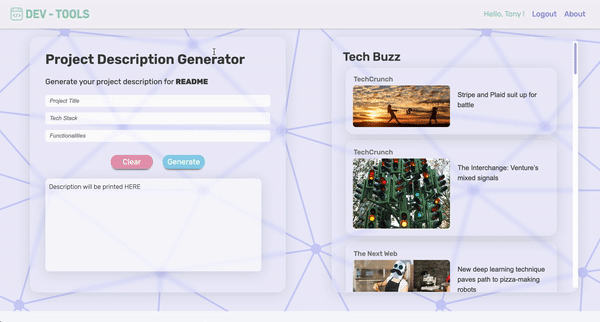 DEV - TOOLS
Hello, Tony ! Logout About
Project Description Generator
Generate your project description for README
Project Title
Tech Stack
Functionalities
Clear Generate
Description will be printed HERE
Tech Buzz
TechCrunch
Stripe and Plaid suit up for
battle
TechCrunch
The Interchange: Venture's
mixed signals
The Next Web
New deep learning technique
paves path to pizza-making
robots